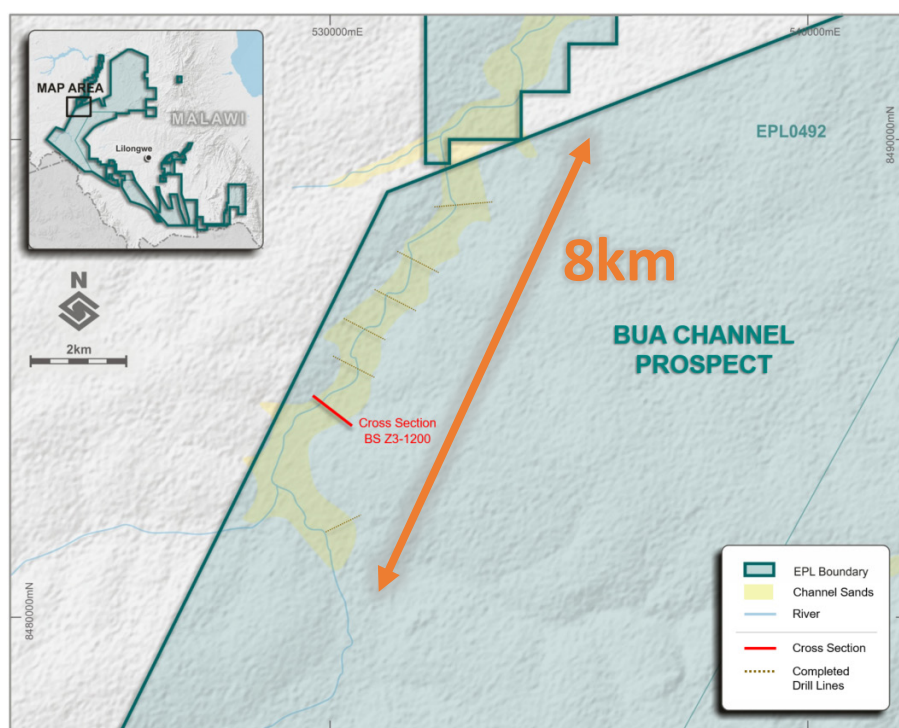 530000mE
540000mE
MAP AREA
MALAWI
Lilongwe
EPL0492
8490000mN
N
2km
8km
BUA CHANNEL
PROSPECT
Cross Section
BS Z3-1200
8480000mN
EPL Boundary
Channel Sands
River
Cross Section
Completed
Drill Lines